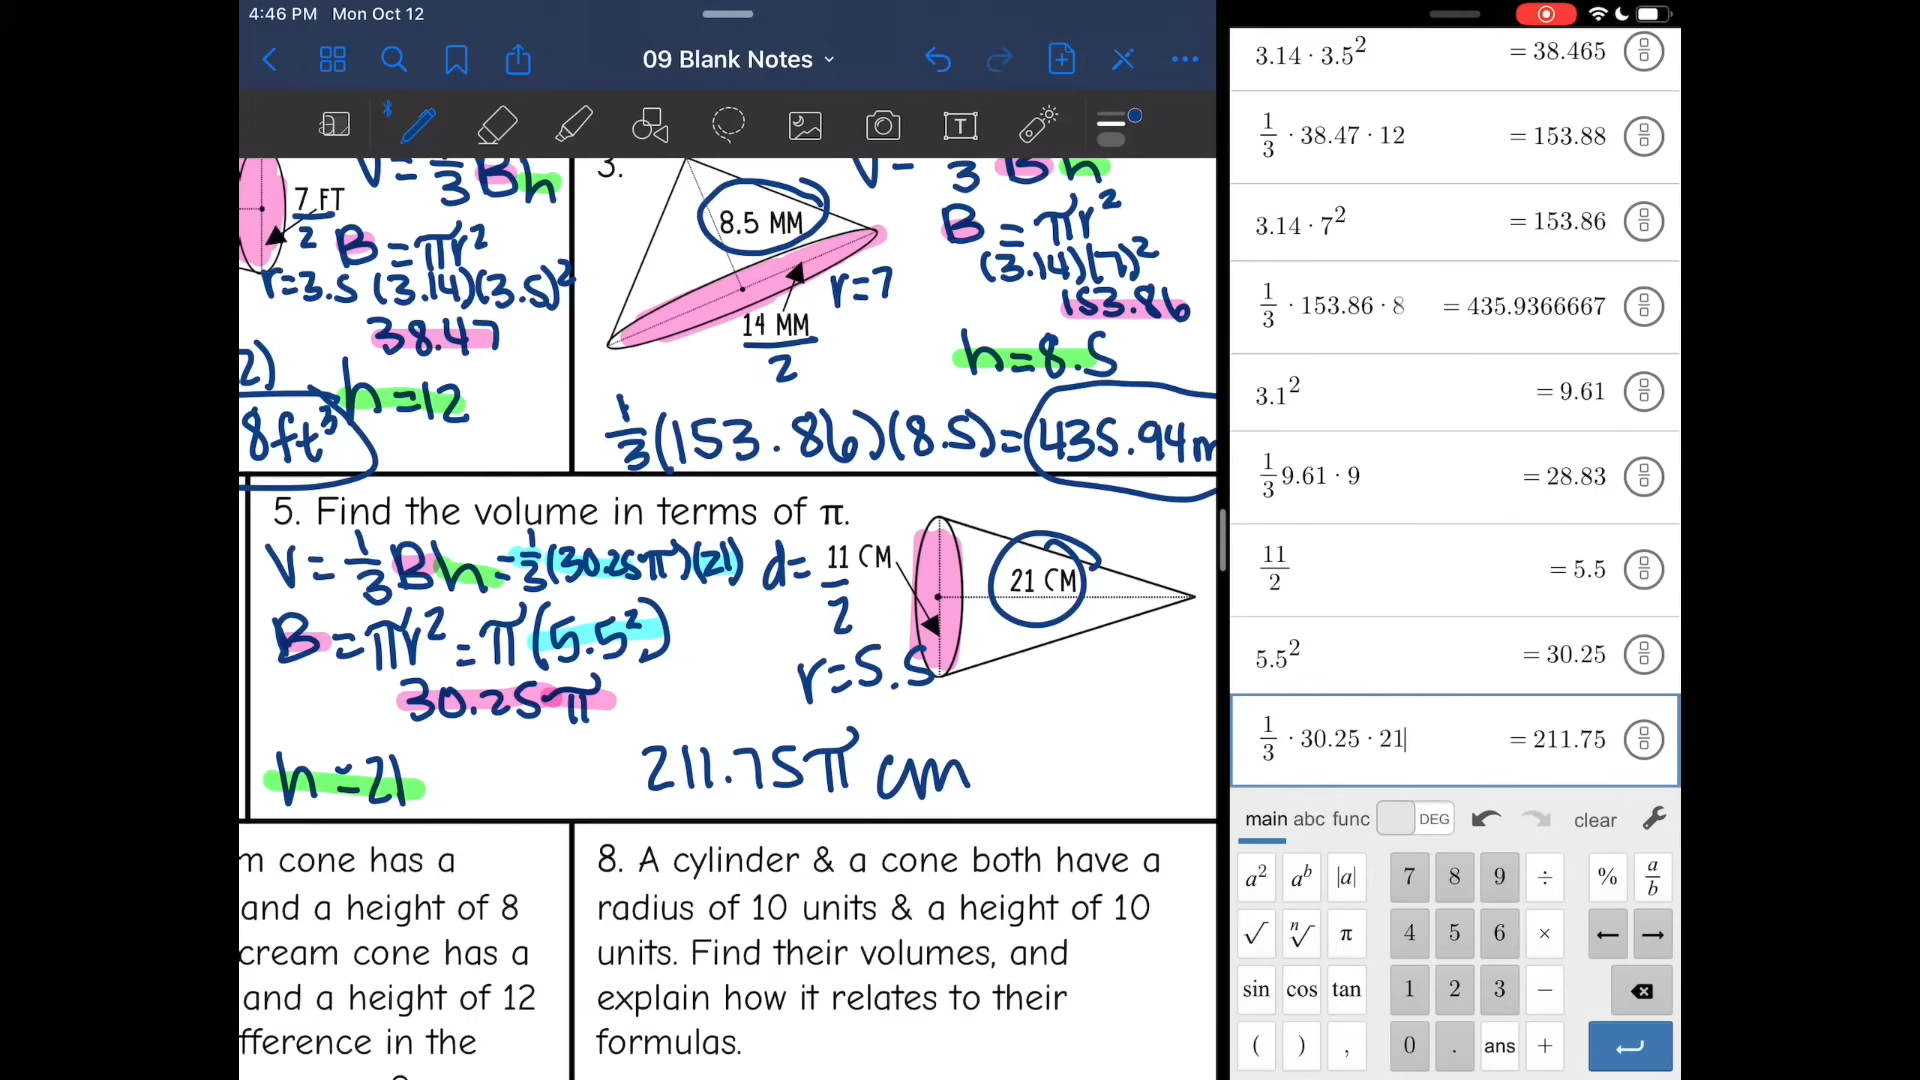 4:46 PM Mon Oct 12
09 Blank Notes
T
7 FT
2
V = 1/3 Bh
B = πr²
r=3.5 (3.14)(3.5)²
38.47
2)
h=12
8ft³
3.
8.5 MM
14 MM
2
r=7
V = 1/3 Bh
B = πr²
(3.14)(7)²
153.86
h=8.5
1/3(153.86)(8.5)=435.94m
5. Find the volume in terms of π.
V = 1/3 Bh = 1/3(30.25π)(21)
d= 11 CM
2
21 CM
B = πr² = π(5.5²)
r=5.5
30.25π
h=21
211.75π cm
m cone has a
and a height of 8
cream cone has a
and a height of 12
fference in the
8. A cylinder & a cone both have a
radius of 10 units & a height of 10
units. Find their volumes, and
explain how it relates to their
formulas.
3.14 · 3.5² = 38.465
1/3 · 38.47 · 12 = 153.88
3.14 · 7² = 153.86
1/3 · 153.86 · 8 = 435.9366667
3.1² = 9.61
1/3 9.61 · 9 = 28.83
11/2 = 5.5
5.5² = 30.25
1/3 · 30.25 · 21 = 211.75
main abc func DEG clear
a² aᵇ |a| 7 8 9 ÷ % a/b
√ ⁿ√ π 4 5 6 × ← →
sin cos tan 1 2 3 −
( ) , 0 . ans +